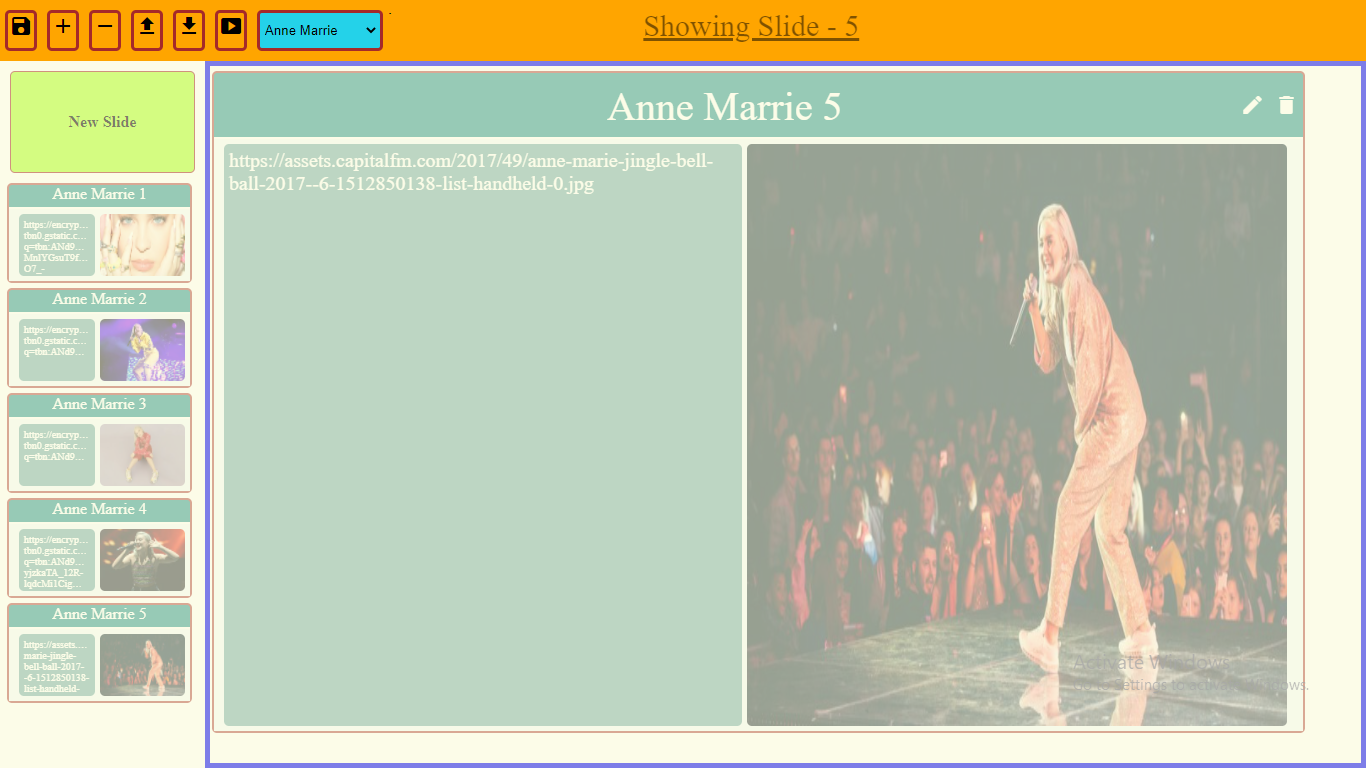 Anne Marrie
Showing Slide - 5
New Slide
Anne Marrie 1
https://encryp...
tbn0.gstatic.c...
q=tbn:ANd9...
MnlYGsuT9f...
O7_-
Anne Marrie 2
https://encryp...
tbn0.gstatic.c...
q=tbn:ANd9...
Anne Marrie 3
https://encryp...
tbn0.gstatic.c...
q=tbn:ANd9...
Anne Marrie 4
https://encryp...
tbn0.gstatic.c...
q=tbn:ANd9...
Anne Marrie 5
https://assets....
marie-jingle-
bell-ball-2017-
-6-1512850138-
list-handheld-
Anne Marrie 5
https://assets.capitalfm.com/2017/49/anne-marie-jingle-bell-
ball-2017--6-1512850138-list-handheld-0.jpg
Activate Windows
Go to Settings to activate Windows.